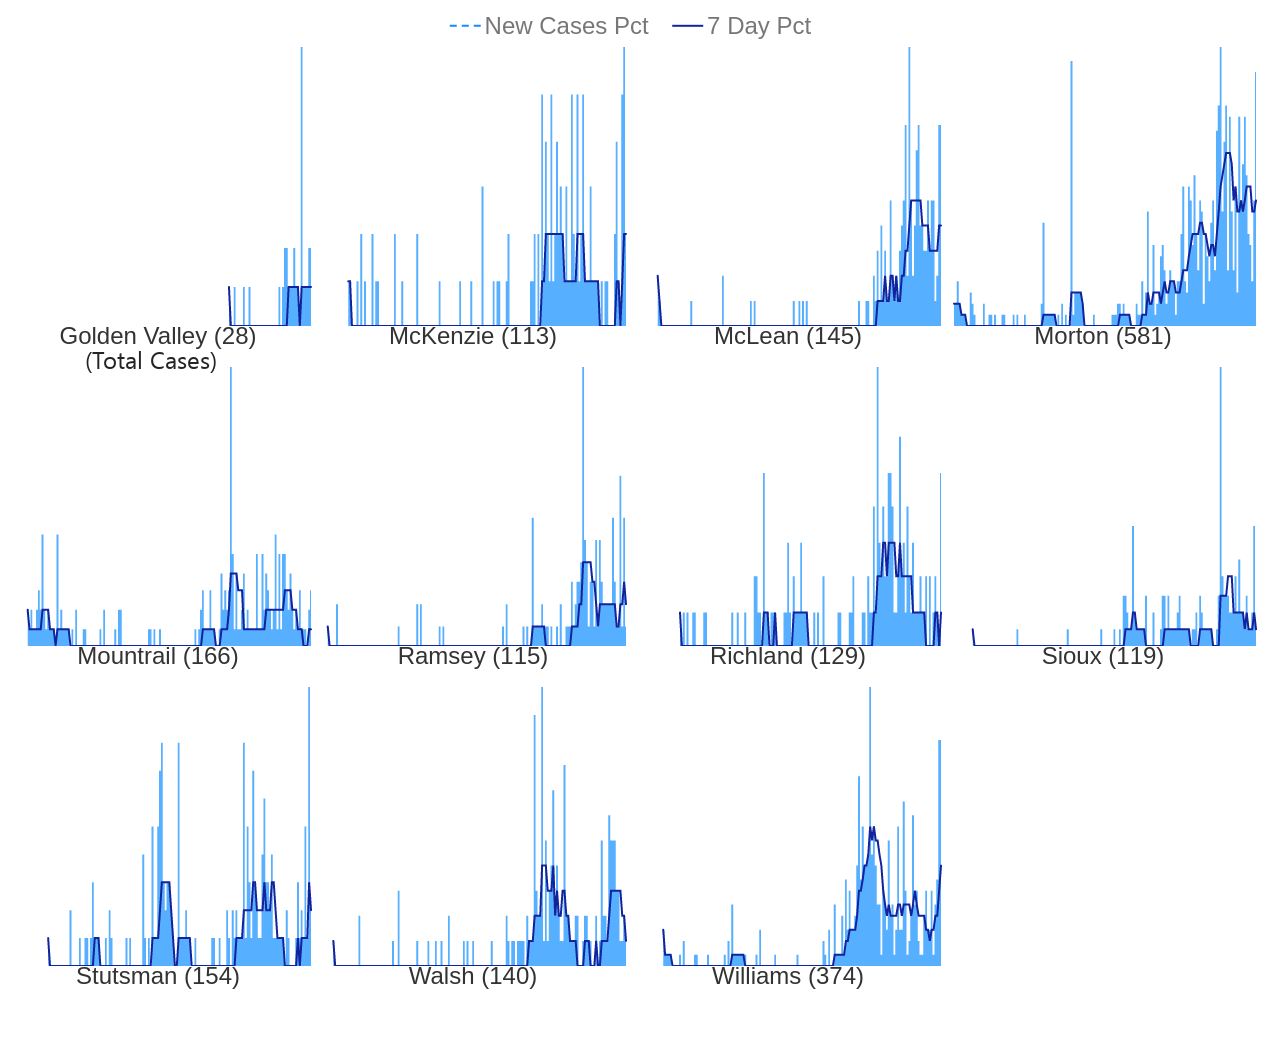 New Cases Pct 7 Day Pct
Golden Valley (28) McKenzie (113) McLean (145) Morton (581)
(Total Cases)
Mountrail (166) Ramsey (115) Richland (129) Sioux (119)
Stutsman (154) Walsh (140) Williams (374)